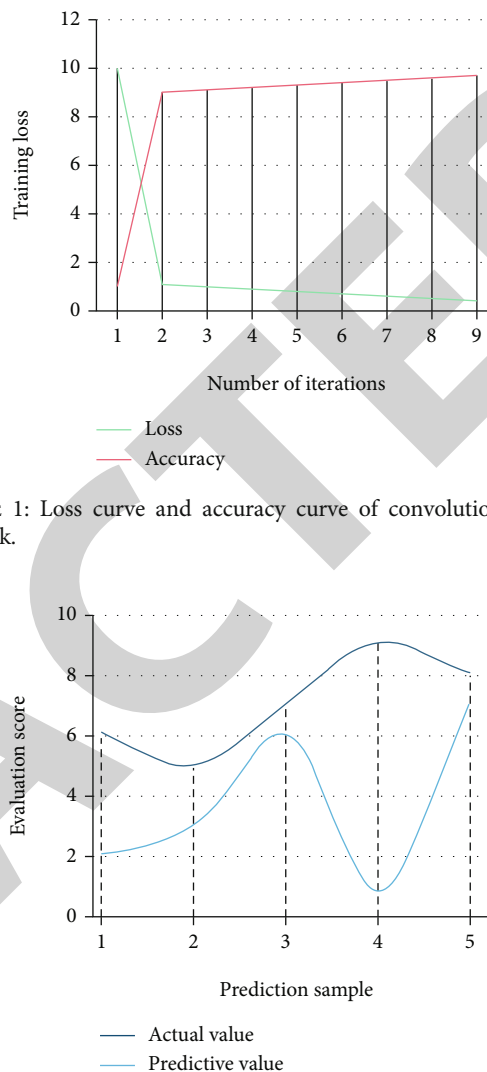 12
10
8
6
4
2
0
Training loss
1 2 3 4 5 6 7 8 9
Number of iterations
Loss
Accuracy
1: Loss curve and accuracy curve of
k.
10
8
6
4
2
0
Evaluation score
1 2 3 4 5
Prediction sample
Actual value
Predictive value